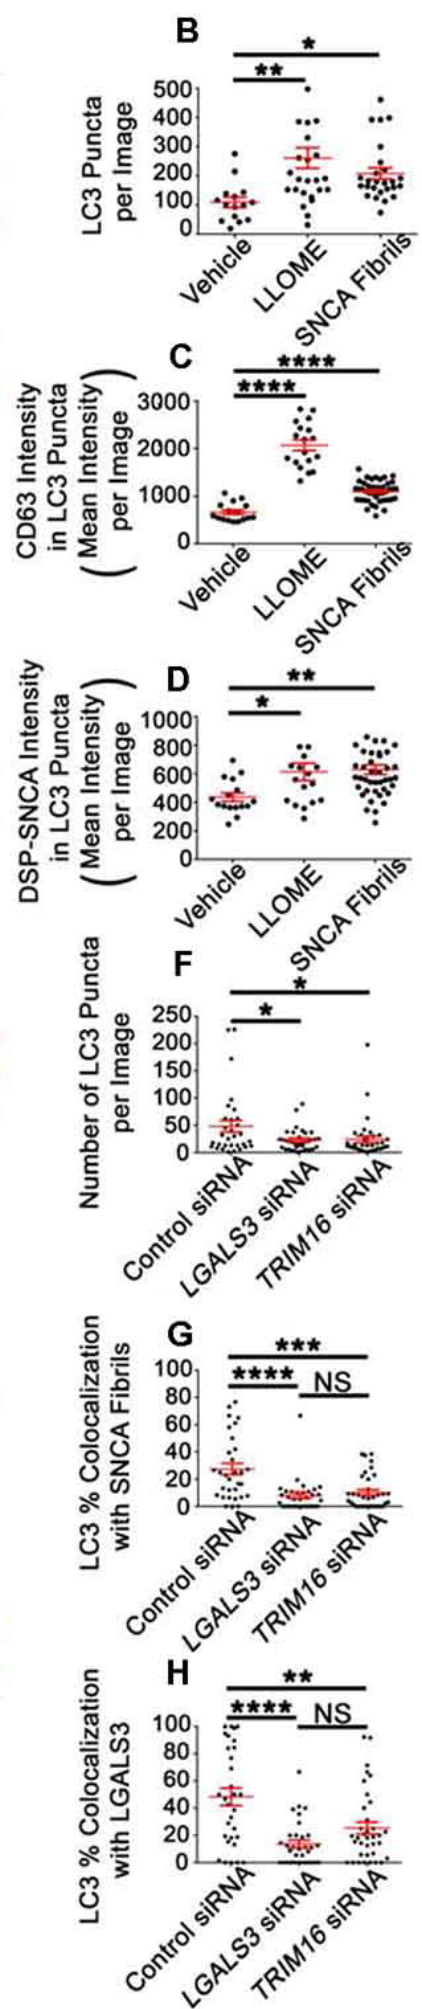 B
*
**
LC3 Puncta
per Image
500
400
300
200
100
0
Vehicle
LLOME
SNCA Fibrils
C
****
****
CD63 Intensity
in LC3 Puncta
(Mean Intensity)
per Image
3000
2000
1000
0
Vehicle
LLOME
SNCA Fibrils
D
**
*
DSP-SNCA Intensity
in LC3 Puncta
(Mean Intensity)
per Image
1000
800
600
400
200
0
Vehicle
LLOME
SNCA Fibrils
F
*
*
Number of LC3 Puncta
per Image
250
200
150
100
50
0
Control siRNA
LGALS3 siRNA
TRIM16 siRNA
G
***
****
NS
LC3 % Colocalization
with SNCA Fibrils
100
80
60
40
20
0
Control siRNA
LGALS3 siRNA
TRIM16 siRNA
H
**
****
NS
LC3 % Colocalization
with LGALS3
100
80
60
40
20
0
Control siRNA
LGALS3 siRNA
TRIM16 siRNA